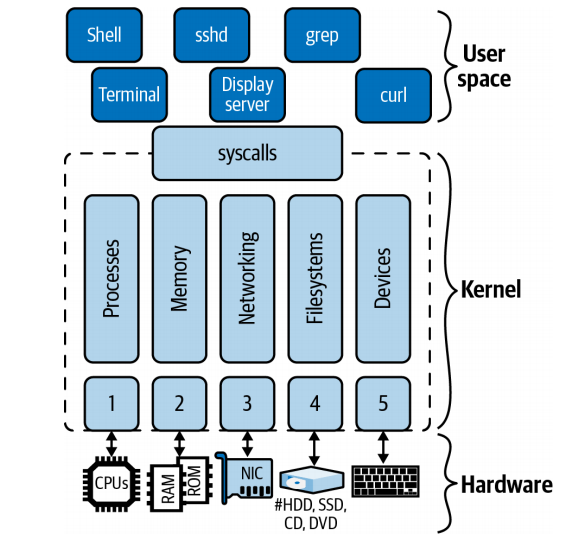 Shell
sshd
grep
User
space
Terminal
Display
server
curl
syscalls
Processes
Memory
Networking
Filesystems
Devices
Kernel
1
2
3
4
5
CPUs
RAM
ROM
NIC
Hardware
#HDD, SSD,
CD, DVD